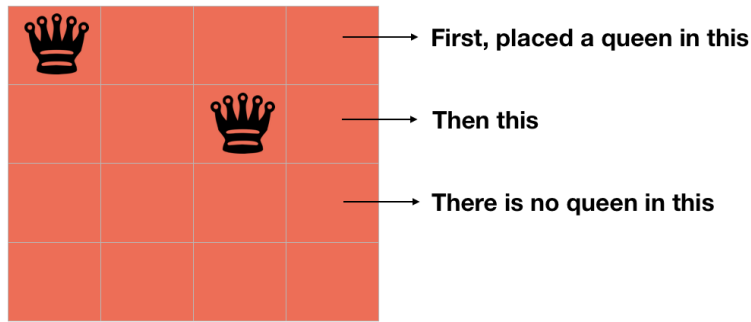 First, placed a queen in this
Then this
There is no queen in this